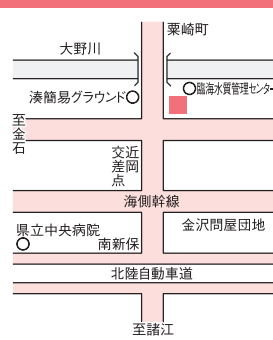 粟崎町
大野川
湊簡易グラウンド
臨海水質管理センター
至金石
近岡
交差点
海側幹線
県立中央病院
金沢問屋団地
南新保
北陸自動車道
至諸江